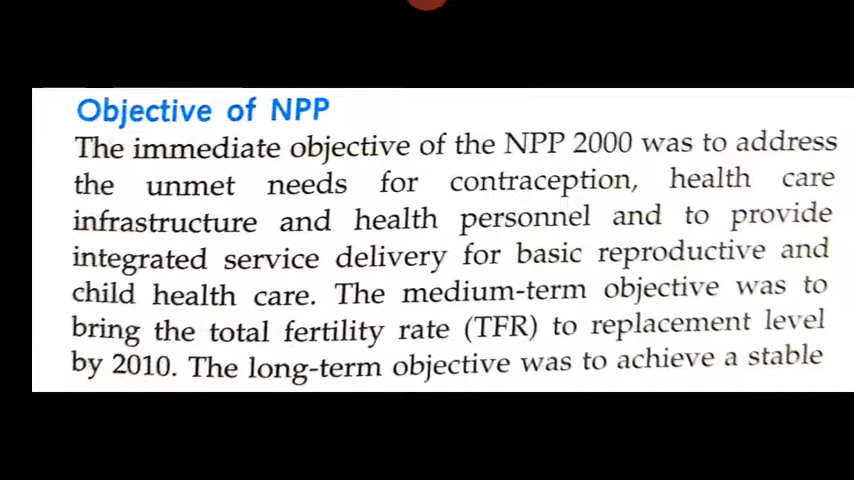 Objective of NPP
The immediate objective of the NPP 2000 was to address
the unmet needs for contraception, health care
infrastructure and health personnel and to provide
integrated service delivery for basic reproductive and
child health care. The medium-term objective was to
bring the total fertility rate (TFR) to replacement level
by 2010. The long-term objective was to achieve a stable